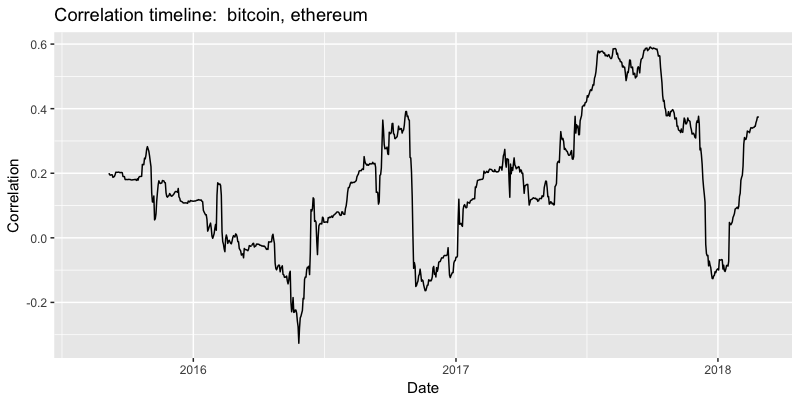 Correlation timeline:  bitcoin, ethereum
0.6
0.4
0.2
0.0
-0.2
Correlation
2016
2017
2018
Date